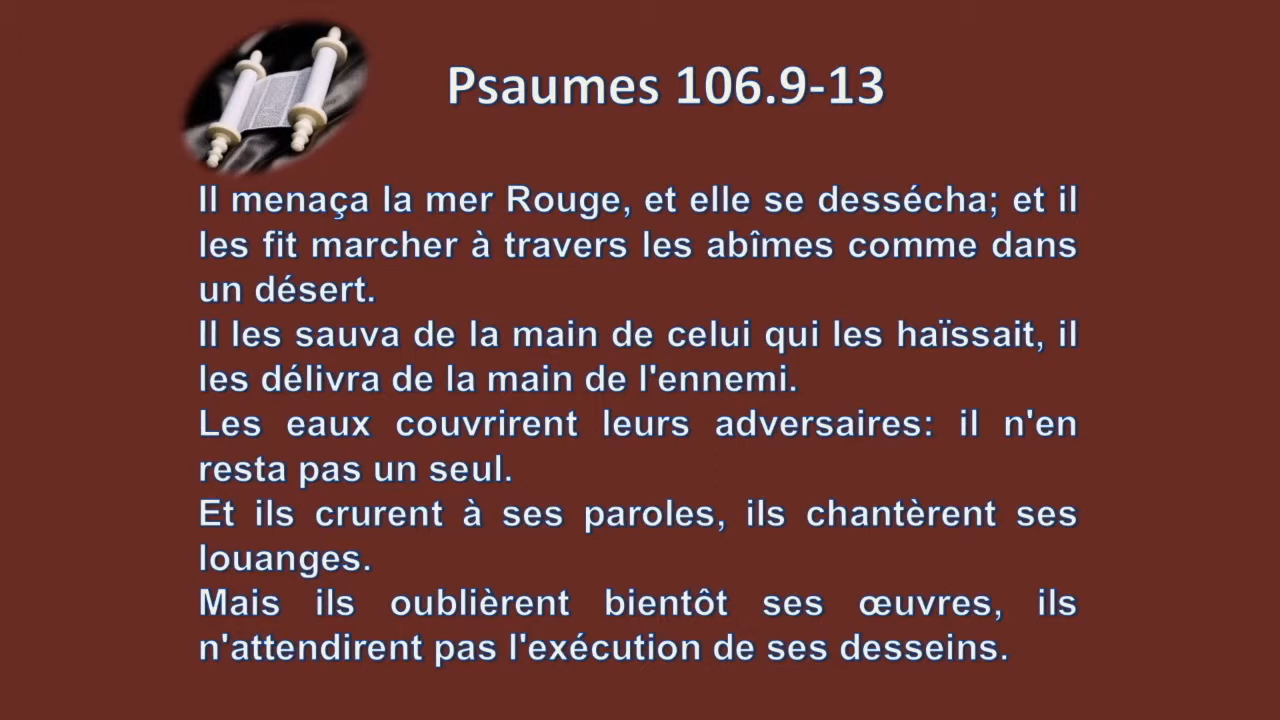 Psaumes 106.9-13
Il menaça la mer Rouge, et elle se dessécha; et il
les fit marcher à travers les abîmes comme dans
un désert.
Il les sauva de la main de celui qui les haïssait, il
les délivra de la main de l'ennemi.
Les eaux couvrirent leurs adversaires: il n'en
resta pas un seul.
Et ils crurent à ses paroles, ils chantèrent ses
louanges.
Mais ils oublièrent bientôt ses œuvres, ils
n'attendirent pas l'exécution de ses desseins.